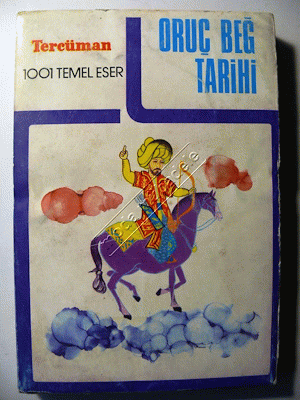 Tercüman
1001 TEMEL ESER
ORUÇ BEĞ
TARİHİ